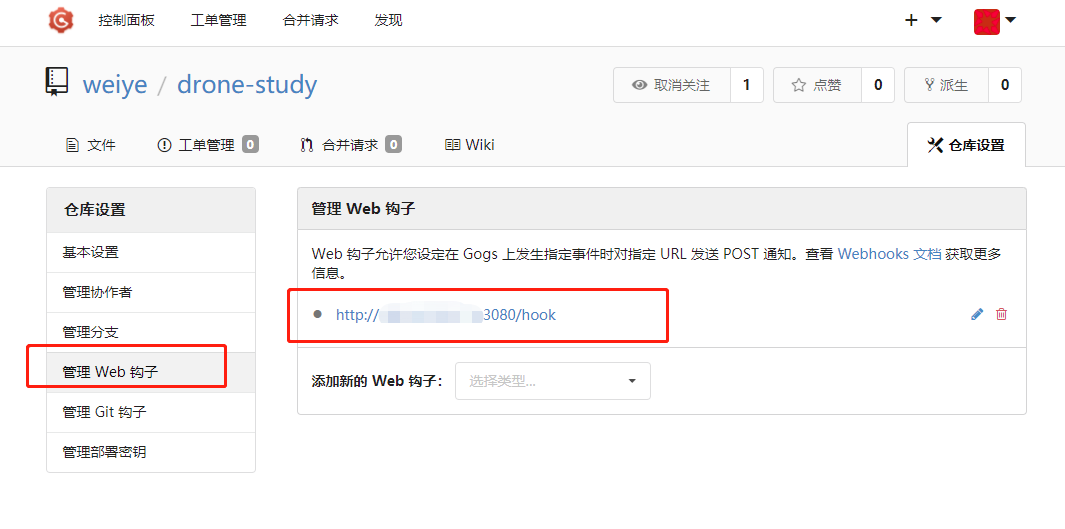 控制面板 工单管理 合并请求 发现
weiye / drone-study
取消关注 1 点赞 0 派生 0
文件 工单管理 0 合并请求 0 Wiki 仓库设置
仓库设置
基本设置
管理协作者
管理分支
管理 Web 钩子
管理 Git 钩子
管理部署密钥
管理 Web 钩子
Web 钩子允许您设定在 Gogs 上发生指定事件时对指定 URL 发送 POST 通知。查看 Webhooks 文档 获取更多
信息。
http:// 3080/hook
添加新的 Web 钩子： 选择类型...